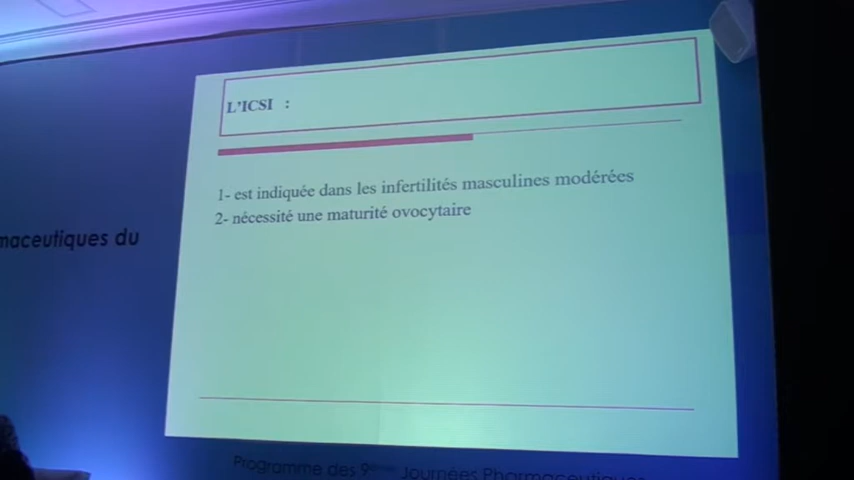 L'ICSI :
1- est indiquée dans les infertilités masculines modérées
2- nécessité une maturité ovocytaire
maceutiques du
Programme des 9ème Journées Pharmaceutiques